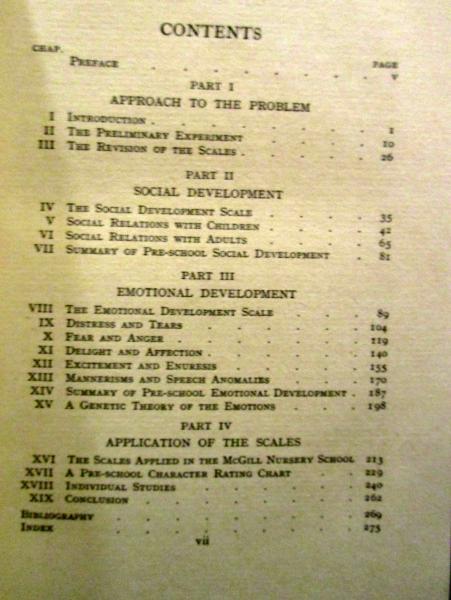 CONTENTS
CHAP. PAGE
PREFACE . . . . . . . v
PART I
APPROACH TO THE PROBLEM
I INTRODUCTION . . . . . . . 1
II THE PRELIMINARY EXPERIMENT . . . . 10
III THE REVISION OF THE SCALES . . . . 26
PART II
SOCIAL DEVELOPMENT
IV THE SOCIAL DEVELOPMENT SCALE . . . 35
V SOCIAL RELATIONS WITH CHILDREN . . . 42
VI SOCIAL RELATIONS WITH ADULTS . . . 65
VII SUMMARY OF PRE-SCHOOL SOCIAL DEVELOPMENT . 81
PART III
EMOTIONAL DEVELOPMENT
VIII THE EMOTIONAL DEVELOPMENT SCALE . . . 89
IX DISTRESS AND TEARS . . . . . 104
X FEAR AND ANGER . . . . . . 119
XI DELIGHT AND AFFECTION . . . . . 140
XII EXCITEMENT AND ENURESIS . . . . 155
XIII MANNERISMS AND SPEECH ANOMALIES . . . 170
XIV SUMMARY OF PRE-SCHOOL EMOTIONAL DEVELOPMENT . 187
XV A GENETIC THEORY OF THE EMOTIONS . . . 198
PART IV
APPLICATION OF THE SCALES
XVI THE SCALES APPLIED IN THE MCGILL NURSERY SCHOOL 213
XVII A PRE-SCHOOL CHARACTER RATING CHART . . 229
XVIII INDIVIDUAL STUDIES . . . . . 240
XIX CONCLUSION . . . . . . 262
BIBLIOGRAPHY . . . . . . . 269
INDEX . . . . . . . . 275
vii